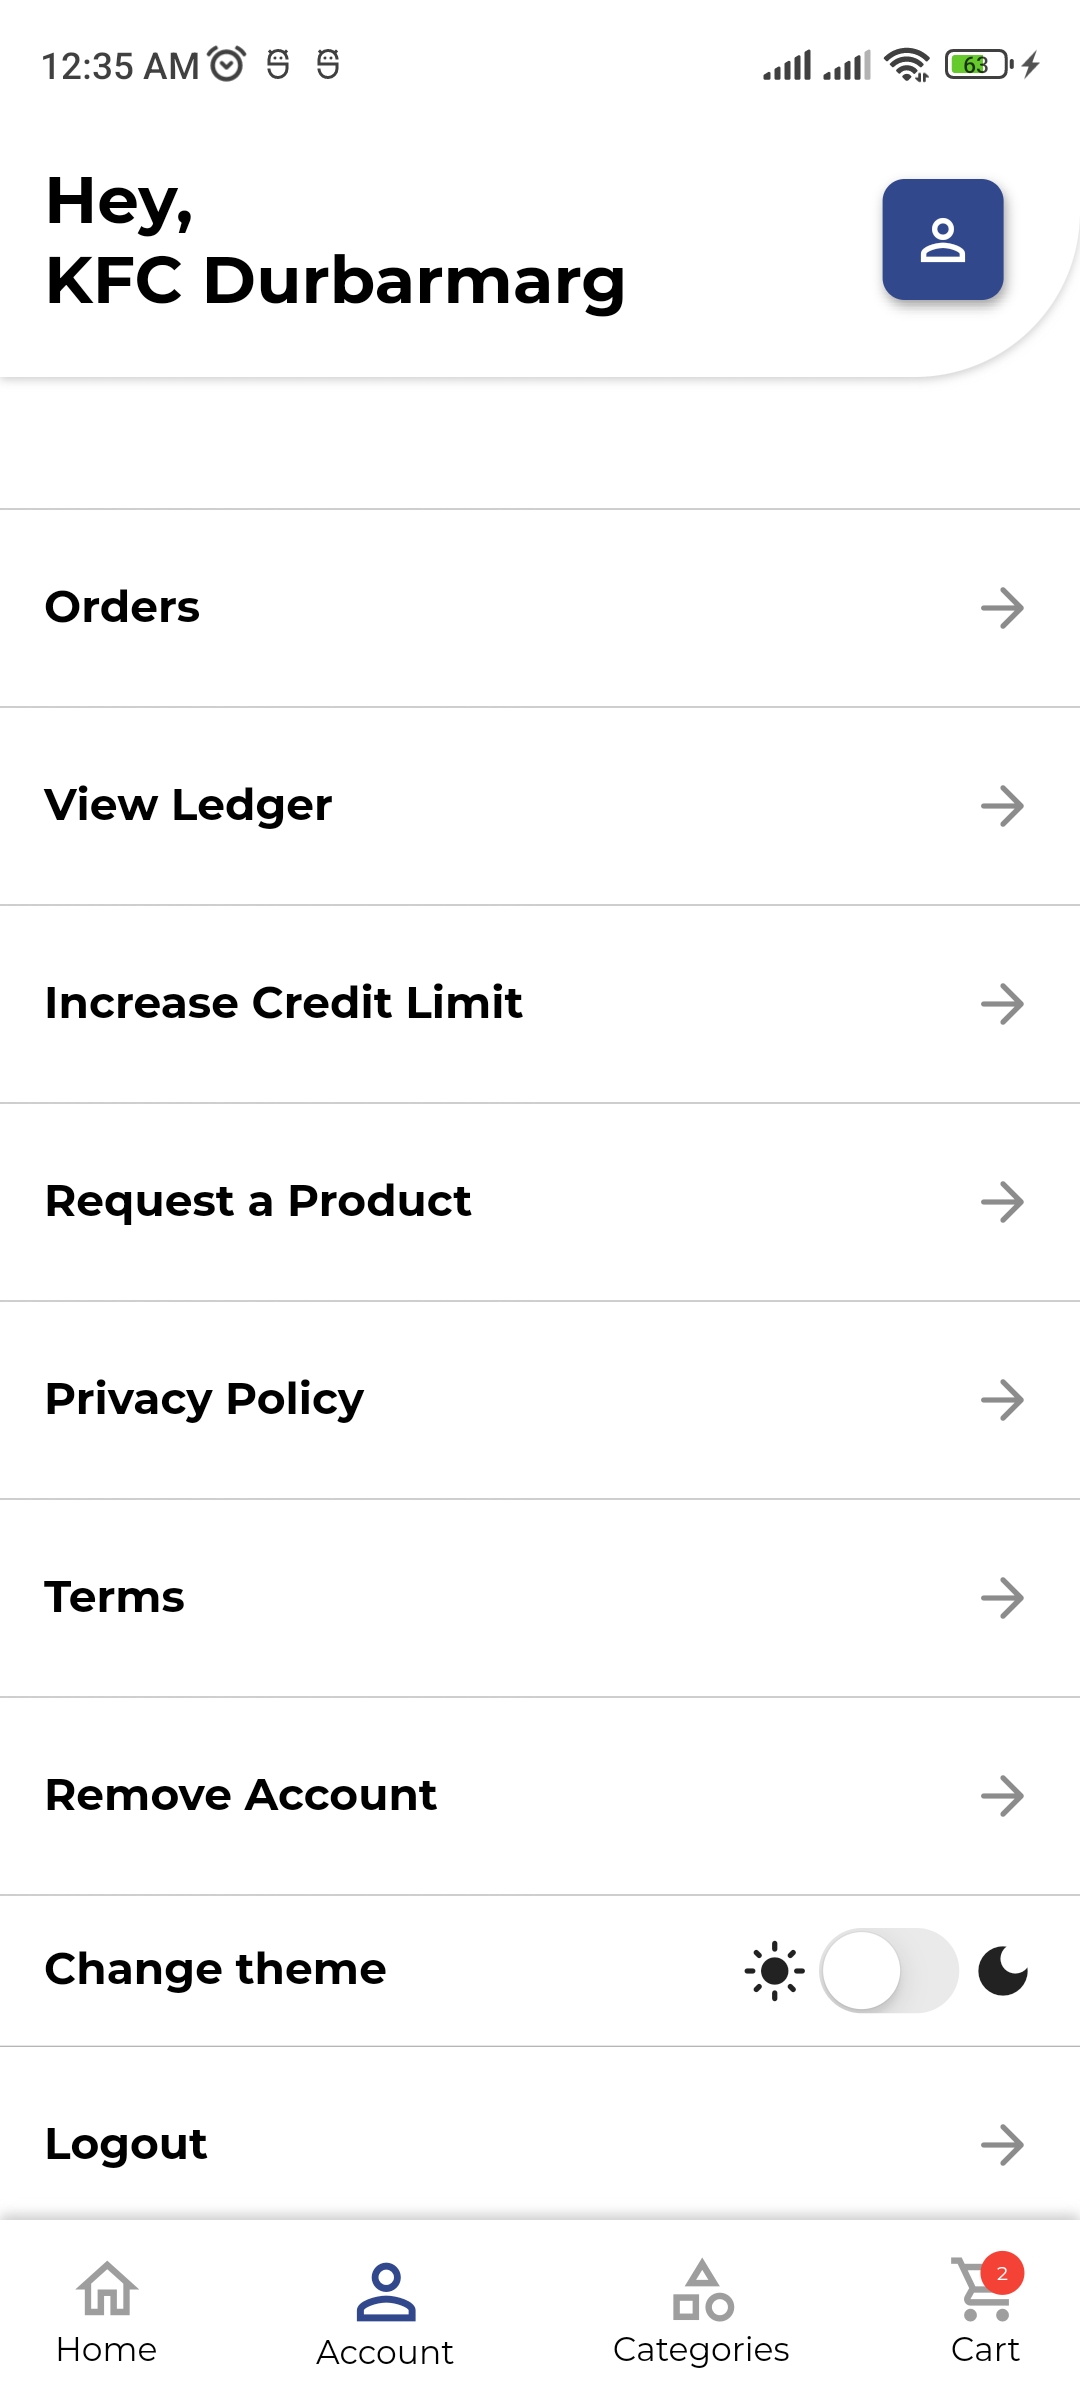 12:35 AM
63
Hey,
KFC Durbarmarg
Orders
View Ledger
Increase Credit Limit
Request a Product
Privacy Policy
Terms
Remove Account
Change theme
Logout
2
Home
Account
Categories
Cart